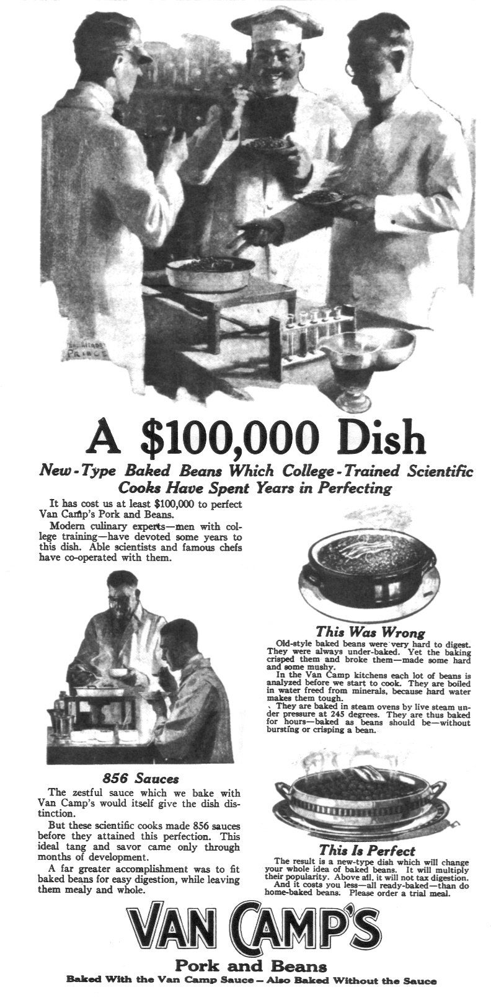 PRINCE
A $100,000 Dish
New-Type Baked Beans Which College-Trained Scientific
Cooks Have Spent Years in Perfecting
It has cost us at least $100,000 to perfect
Van Camp's Pork and Beans.
Modern culinary experts—men with col-
lege training—have devoted some years to
this dish. Able scientists and famous chefs
have co-operated with them.
856 Sauces
The zestful sauce which we bake with
Van Camp's would itself give the dish dis-
tinction.
But these scientific cooks made 856 sauces
before they attained this perfection. This
ideal tang and savor came only through
months of development.
A far greater accomplishment was to fit
baked beans for easy digestion, while leaving
them mealy and whole.
This Was Wrong
Old-style baked beans were very hard to digest.
They were always under-baked. Yet the baking
crisped them and broke them—made some hard
and some mushy.
In the Van Camp kitchens each lot of beans is
analyzed before we start to cook. They are boiled
in water freed from minerals, because hard water
makes them tough.
They are baked in steam ovens by live steam un-
der pressure at 245 degrees. They are thus baked
for hours—baked as beans should be—without
bursting or crisping a bean.
This Is Perfect
The result is a new-type dish which will change
your whole idea of baked beans. It will multiply
their popularity. Above all, it will not tax digestion.
And it costs you less—all ready-baked—than do
home-baked beans. Please order a trial meal.
VAN CAMP'S
Pork and Beans
Baked With the Van Camp Sauce—Also Baked Without the Sauce